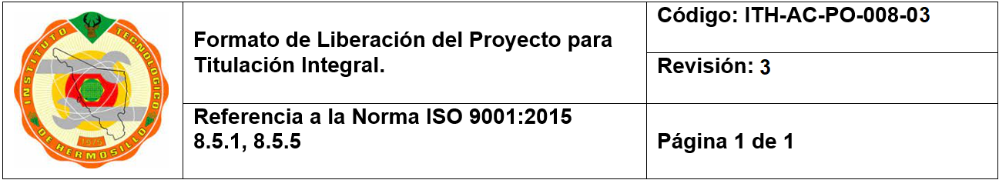 INSTITUTO TECNOLOGICO
DE HERMOSILLO
1975
Formato de Liberación del Proyecto para
Titulación Integral.
Código: ITH-AC-PO-008-03
Revisión: 3
Referencia a la Norma ISO 9001:2015
8.5.1, 8.5.5
Página 1 de 1